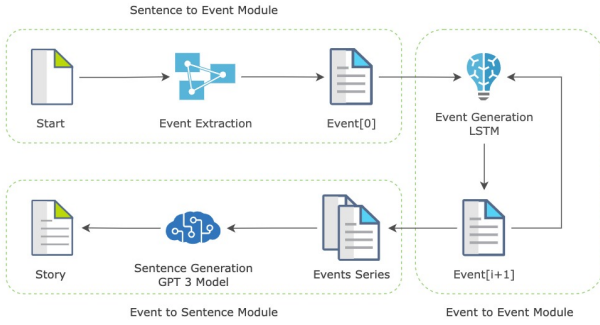 Sentence to Event Module
Start
Event Extraction
Event[0]
Event Generation
LSTM
Story
Sentence Generation
GPT 3 Model
Events Series
Event[i+1]
Event to Sentence Module
Event to Event Module